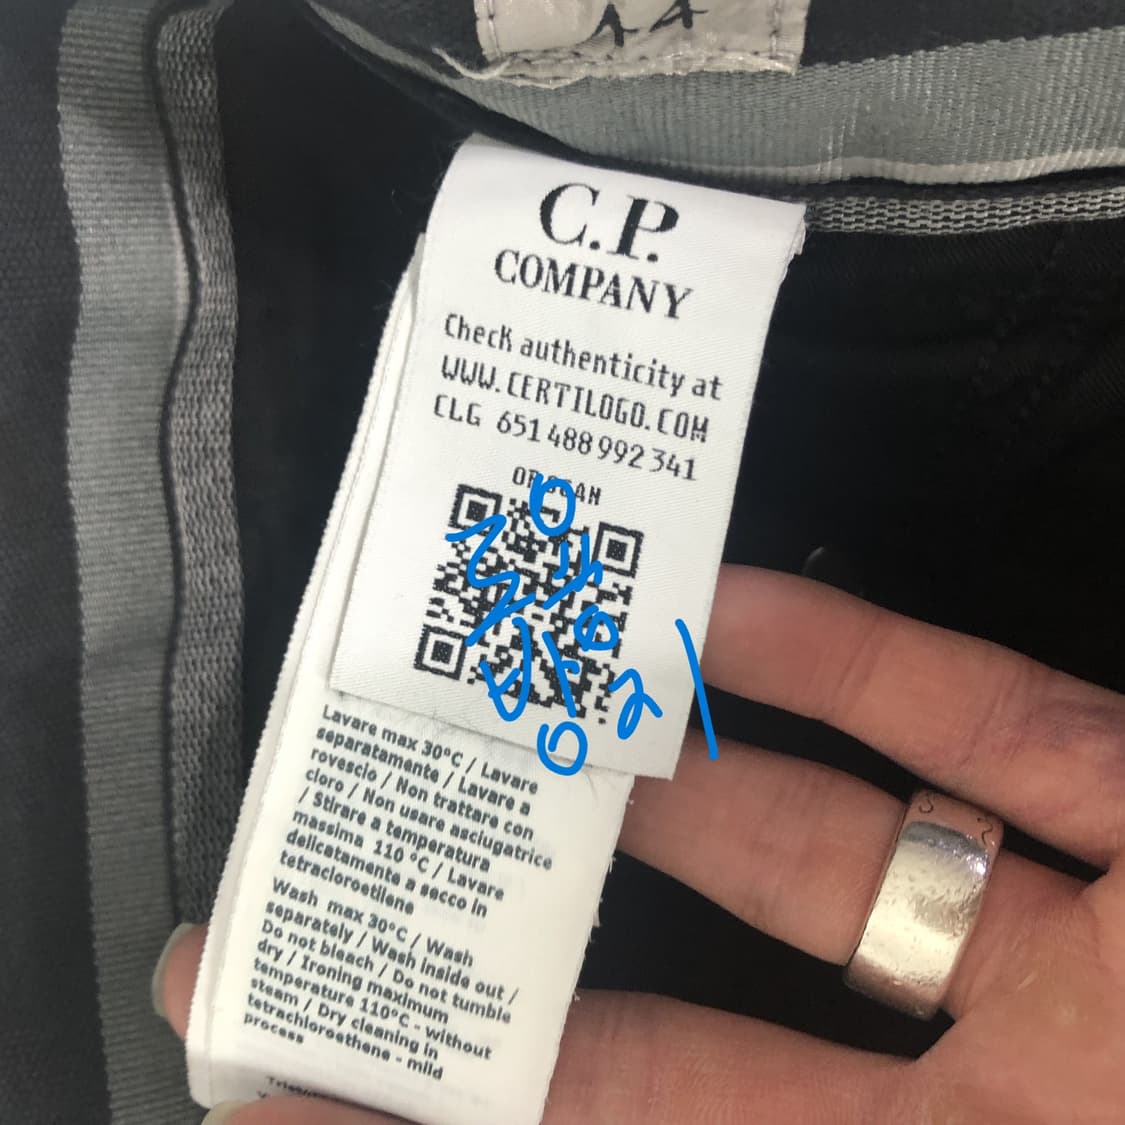 C.P.
COMPANY
Check authenticity at
WWW.CERTILOGO.COM
CLG 651 488 992 341
OR SCAN
Lavare max 30°C / Lavare
separatamente / Lavare a
rovescio / Non trattare con
cloro / Non usare asciugatrice
/ Stirare a temperatura
massima 110 °C / Lavare
delicatamente a secco in
tetracloroetilene
Wash max 30°C / Wash
separately / Wash inside out /
Do not bleach / Do not tumble
dry / Ironing maximum
temperature 110°C - without
steam / Dry cleaning in
tetrachloroethene - mild
process